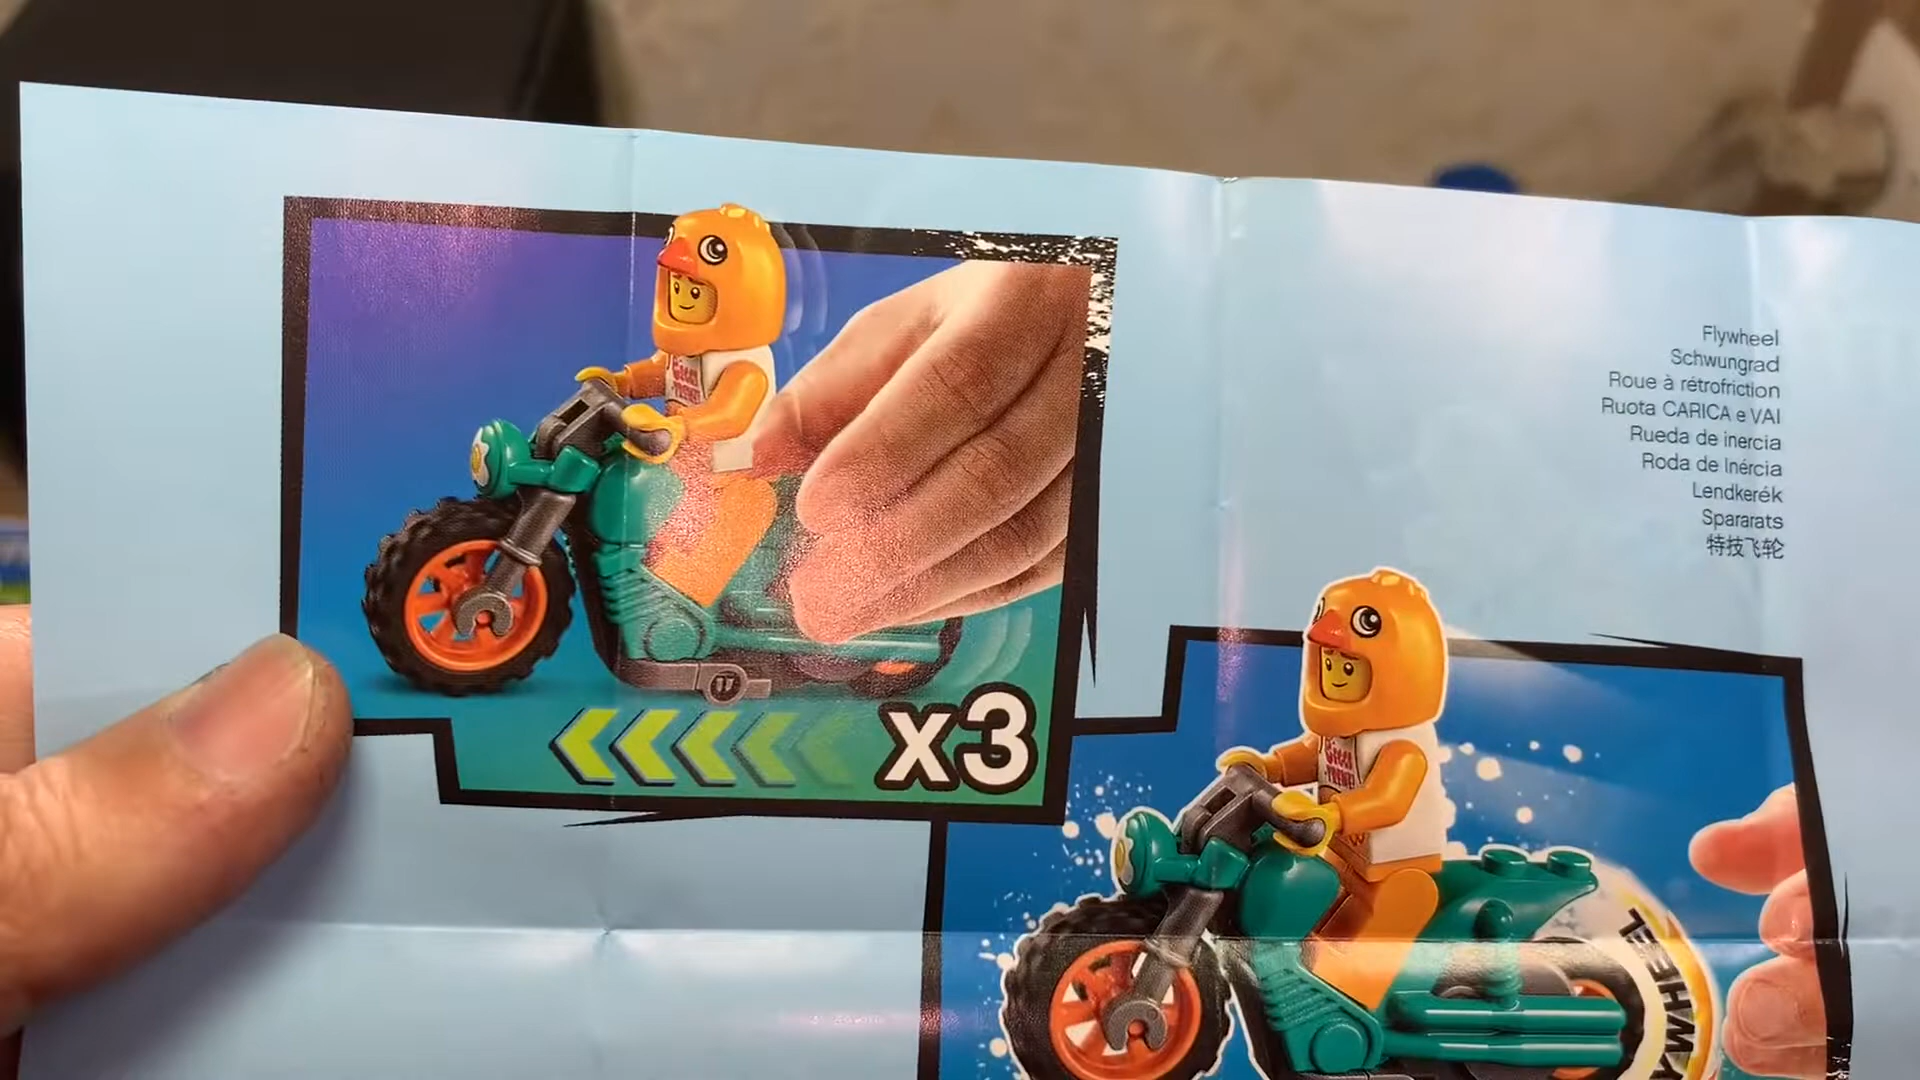 x3
Flywheel
Schwungrad
Roue à rétrofriction
Ruota CARICA e VAI
Rueda de inercia
Roda de Inércia
Lendkerék
Spararats
特技飞轮